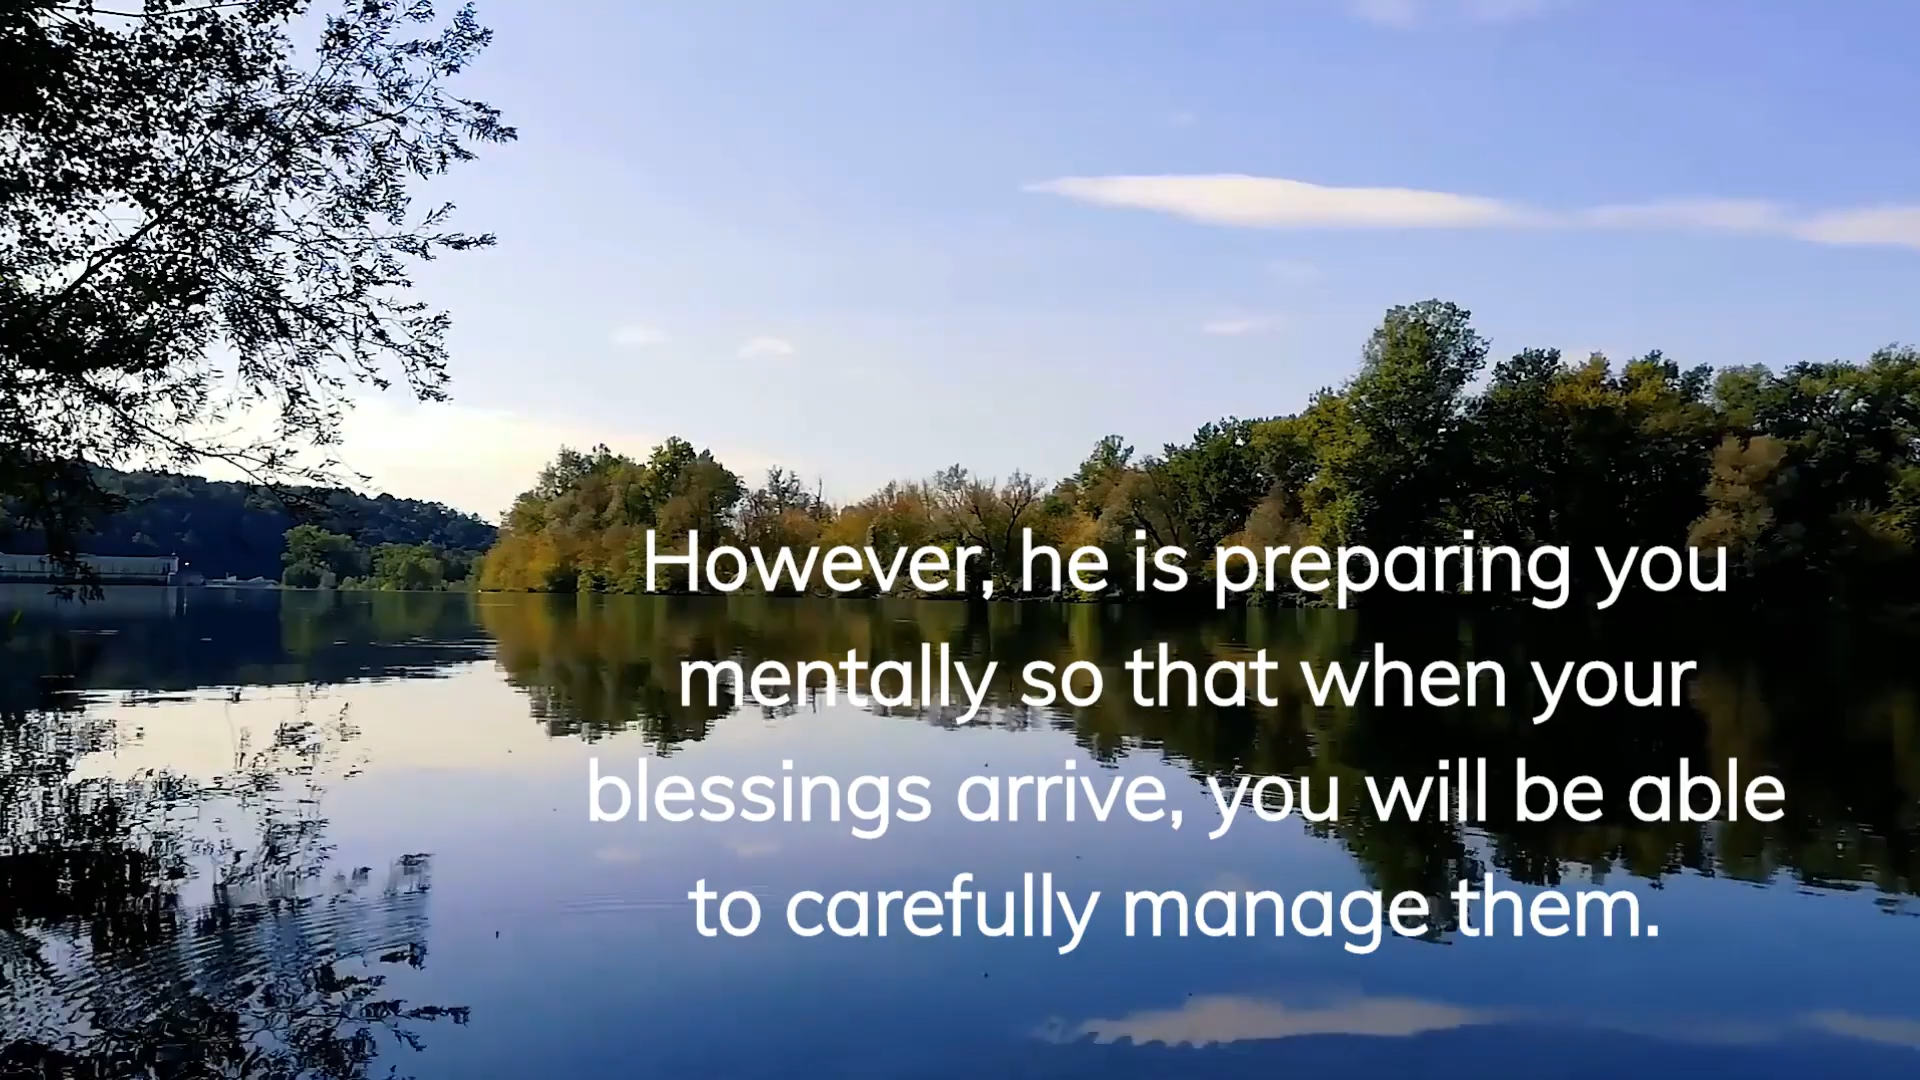 However, he is preparing you
mentally so that when your
blessings arrive, you will be able
to carefully manage them.